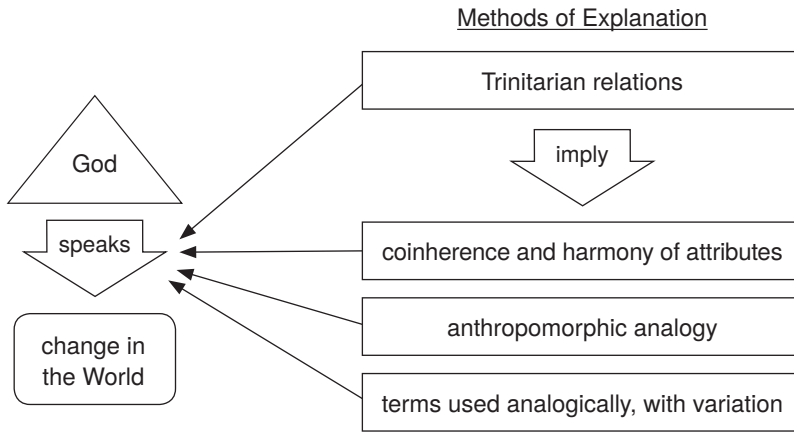 Methods of Explanation
Trinitarian relations
imply
God
speaks
coinherence and harmony of attributes
anthropomorphic analogy
change in
the World
terms used analogically, with variation